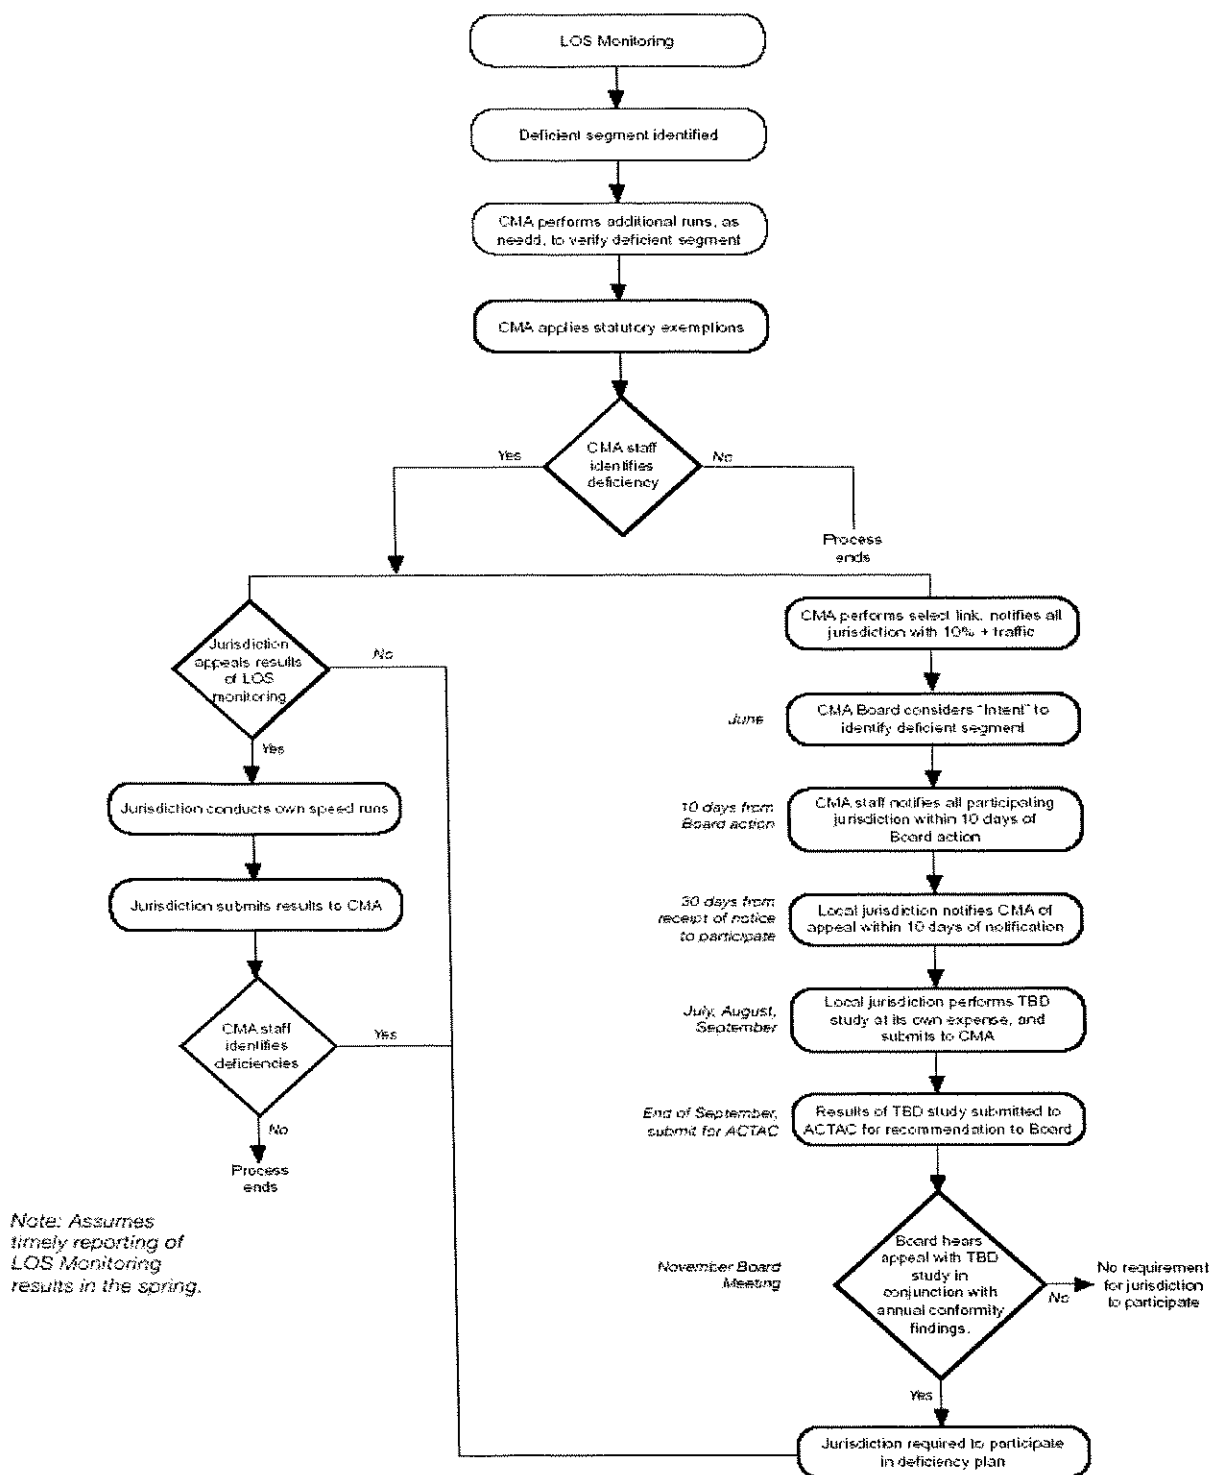 LOS Monitoring
Deficient segment identified
CMA performs additional runs, as
needd, to verify deficient segment
CMA applies statutory exemptions
CMA staff
identifies
deficiency
Yes
No
Process
ends
Jurisdiction
appeals results
of LOS
monitoring
No
Yes
Jurisdiction conducts own speed runs
Jurisdiction submits results to CMA
CMA staff
identifies
deficiencies
Yes
No
Process
ends
Note: Assumes
timely reporting of
LOS Monitoring
results in the spring.
CMA performs select link, notifies all
jurisdiction with 10% + traffic
June
CMA Board considers "Intent" to
identify deficient segment
10 days from
Board action
CMA staff notifies all participating
jurisdiction within 10 days of
Board action
30 days from
receipt of notice
to participate
Local jurisdiction notifies CMA of
appeal within 10 days of notification
July, August,
September
Local jurisdiction performs TBD
study at its own expense, and
submits to CMA
End of September,
submit for ACTAC
Results of TBD study submitted to
ACTAC for recommendation to Board
November Board
Meeting
Board hears
appeal with TBD
study in
conjunction with
annual conformity
findings.
No
No requirement
for jurisdiction
to participate
Yes
Jurisdiction required to participate
in deficiency plan